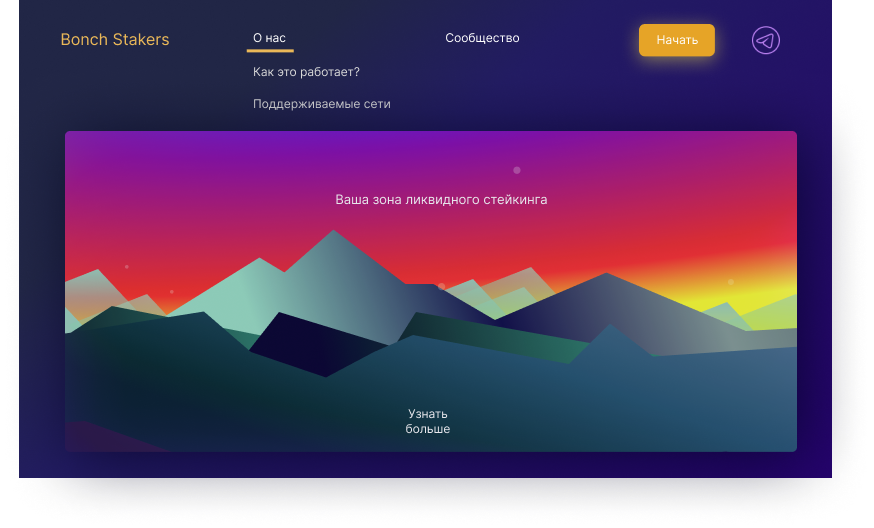 Bonch Stakers
О нас
Сообщество
Начать
Как это работает?
Поддерживаемые сети
Ваша зона ликвидного стейкинга
Узнать
больше